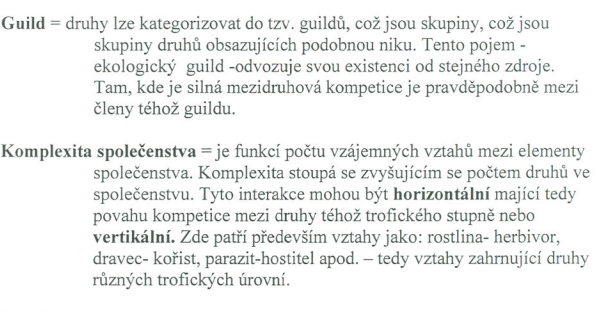 Guild = druhy lze kategorizovat do tzv. guildů, což jsou skupiny, což jsou
skupiny druhů obsazujících podobnou niku. Tento pojem -
ekologický guild -odvozuje svou existenci od stejného zdroje.
Tam, kde je silná mezidruhová kompetice je pravděpodobně mezi
členy téhož guildu.
Komplexita společenstva = je funkcí počtu vzájemných vztahů mezi elementy
společenstva. Komplexita stoupá se zvyšujícím se počtem druhů ve
společenstvu. Tyto interakce mohou být horizontální mající tedy
povahu kompetice mezi druhy téhož trofického stupně nebo
vertikální. Zde patří především vztahy jako: rostlina- herbivor,
dravec- kořist, parazit-hostitel apod. – tedy vztahy zahrnující druhy
různých trofických úrovní.